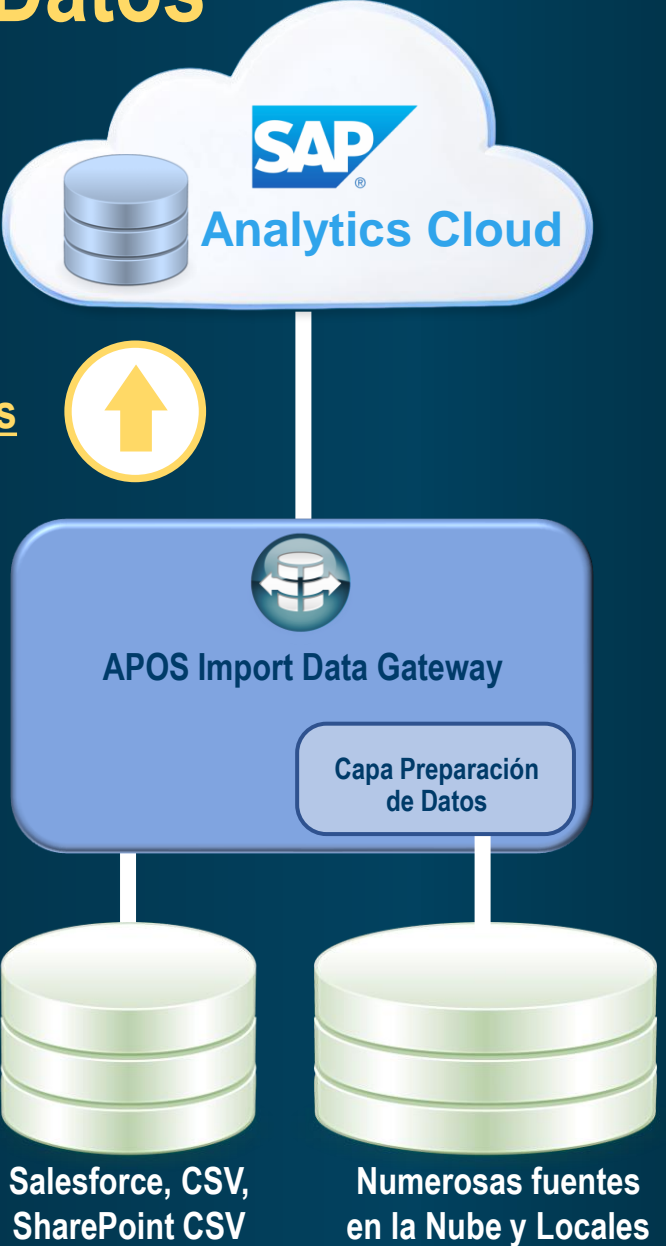 Datos
SAP
®
Analytics Cloud
s
APOS Import Data Gateway
Capa Preparación
de Datos
Salesforce, CSV,
SharePoint CSV
Numerosas fuentes
en la Nube y Locales